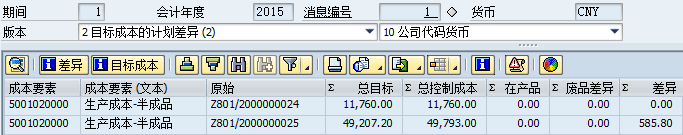 期间 1 会计年度 2015 消息编号 1 货币 CNY
版本 2 目标成本的计划差异 (2) 10 公司代码货币
差异 目标成本
成本要素 成本要素 (文本) 原始 Σ 总目标 Σ 总控制成本 Σ 在产品 Σ 废品差异 Σ 差异
5001020000 生产成本-半成品 Z801/2000000024 11,760.00 11,760.00 0.00 0.00 0.00
5001020000 生产成本-半成品 Z801/2000000025 49,207.20 49,793.00 0.00 0.00 585.80